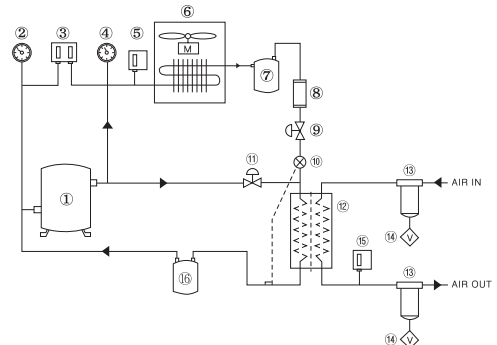 ② ③ ④ ⑤ ⑥
M
⑦
⑧
⑨
⑩
⑪
①
⑫
⑬
AIR IN
⑭ V
⑮
⑯
⑬
AIR OUT
⑭ V